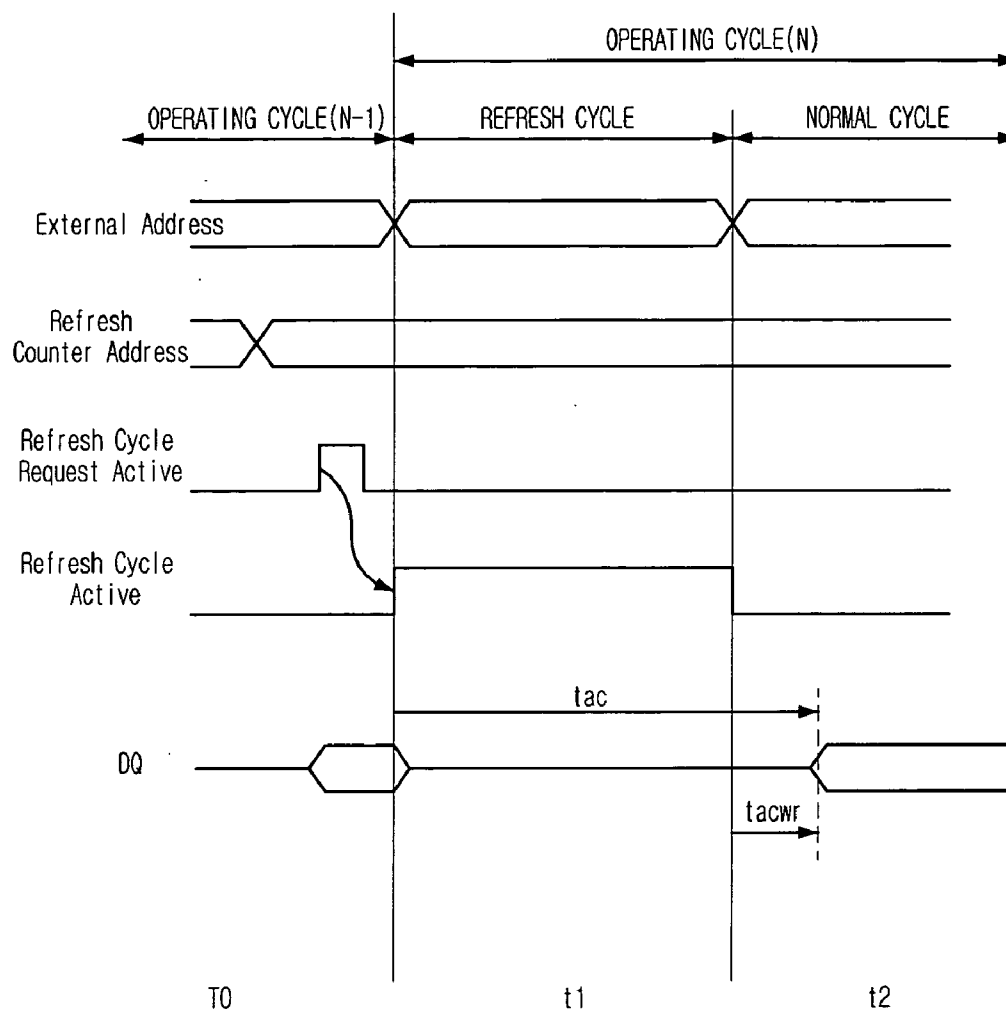 OPERATING CYCLE(N)
OPERATING CYCLE(N-1)
REFRESH CYCLE
NORMAL CYCLE
External Address
Refresh
Counter Address
Refresh Cycle
Request Active
Refresh Cycle
Active
tac
DQ
tacwr
T0
t1
t2